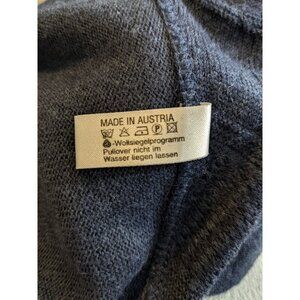 MADE IN AUSTRIA
-Wollsiegelprogramm
Pullover nicht im
Wasser liegen lassen